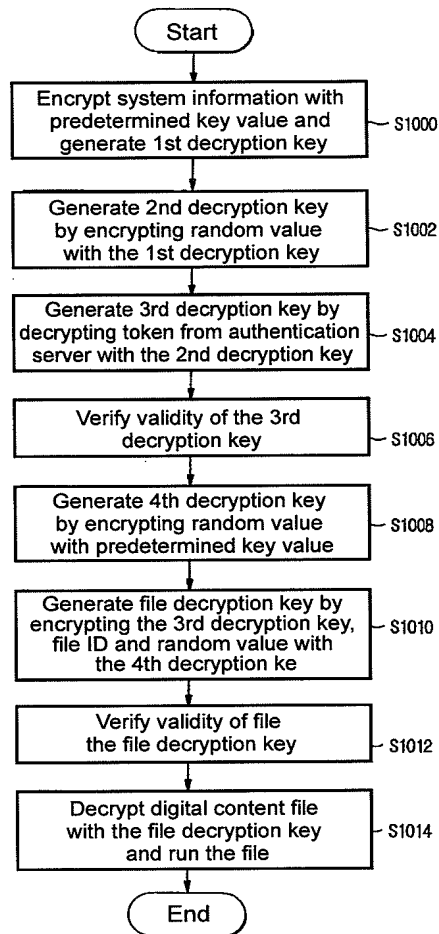 Start
Encrypt system information with
predetermined key value and
generate 1st decryption key
S1000
Generate 2nd decryption key
by encrypting random value
with the 1st decryption key
S1002
Generate 3rd decryption key by
decrypting token from authentication
server with the 2nd decryption key
S1004
Verify validity of the 3rd
decryption key
S1006
Generate 4th decryption key
by encrypting random value
with predetermined key value
S1008
Generate file decryption key by
encrypting the 3rd decryption key,
file ID and random value with
the 4th decryption ke
S1010
Verify validity of file
the file decryption key
S1012
Decrypt digital content file
with the file decryption key
and run the file
S1014
End